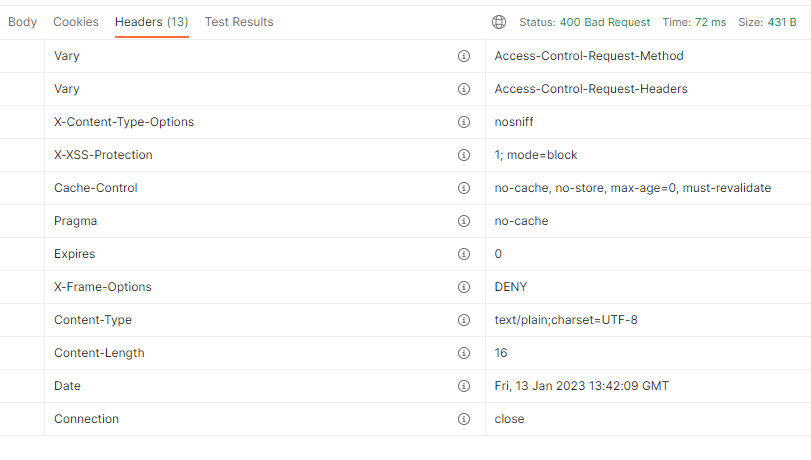 Body Cookies Headers (13) Test Results Status: 400 Bad Request Time: 72 ms Size: 431 B
Vary Access-Control-Request-Method
Vary Access-Control-Request-Headers
X-Content-Type-Options nosniff
X-XSS-Protection 1; mode=block
Cache-Control no-cache, no-store, max-age=0, must-revalidate
Pragma no-cache
Expires 0
X-Frame-Options DENY
Content-Type text/plain;charset=UTF-8
Content-Length 16
Date Fri, 13 Jan 2023 13:42:09 GMT
Connection close